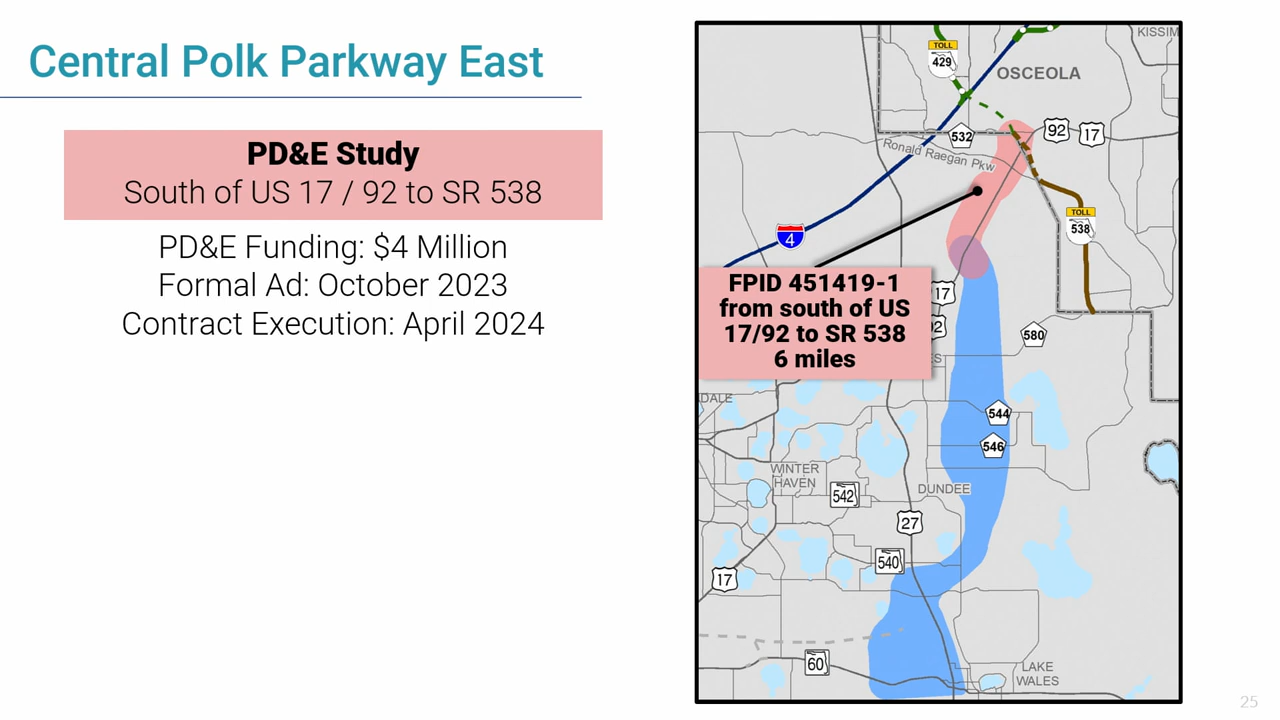 Central Polk Parkway East
PD&E Study
South of US 17 / 92 to SR 538
PD&E Funding: $4 Million
Formal Ad: October 2023
Contract Execution: April 2024
KISSIM
TOLL
429
OSCEOLA
532
92
17
Ronald Raegan Pkwy
TOLL
538
4
FPID 451419-1
from south of US
17/92 to SR 538
6 miles
17
92
580
ES
DALE
544
546
WINTER
HAVEN
542
DUNDEE
27
540
17
60
LAKE
WALES
25